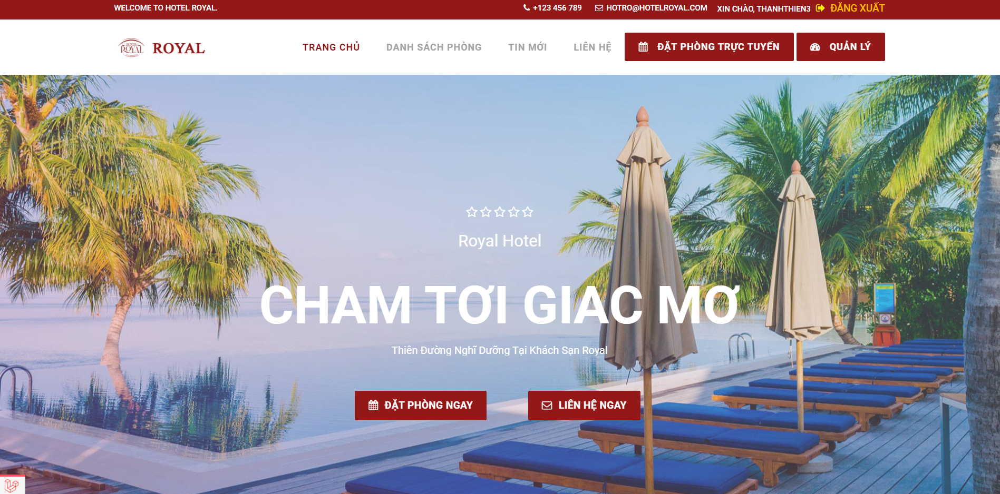 WELCOME TO HOTEL ROYAL.
+123 456 789
HOTRO@HOTELROYAL.COM
XIN CHÀO, THANHTHIEN3
ĐĂNG XUẤT
HOTEL
ROYAL
ROYAL
TRANG CHỦ
DANH SÁCH PHÒNG
TIN MỚI
LIÊN HỆ
ĐẶT PHÒNG TRỰC TUYẾN
QUẢN LÝ
Royal Hotel
CHAM TƠI GIAC MƠ
Thiên Đường Nghĩ Dưỡng Tại Khách Sạn Royal
ĐẶT PHÒNG NGAY
LIÊN HỆ NGAY